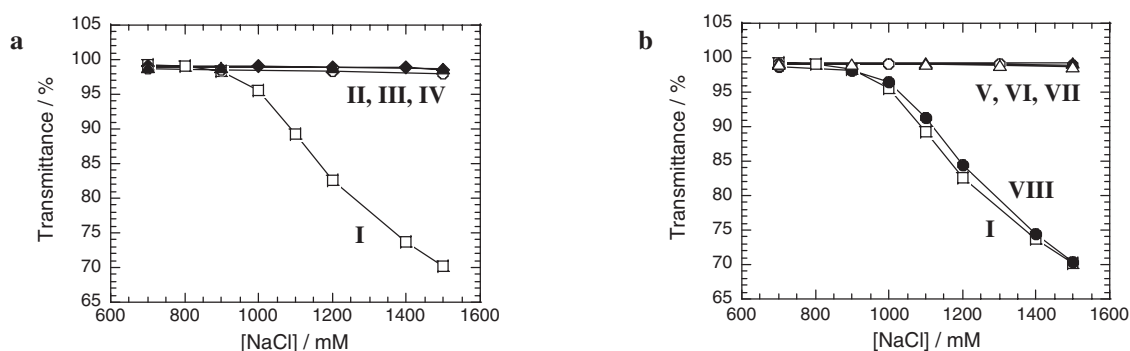 a
105
100
95
90
85
80
75
70
65
Transmittance / %
II, III, IV
I
600 800 1000 1200 1400 1600
[NaCl] / mM
b
105
100
95
90
85
80
75
70
65
Transmittance / %
V, VI, VII
VIII
I
600 800 1000 1200 1400 1600
[NaCl] / mM